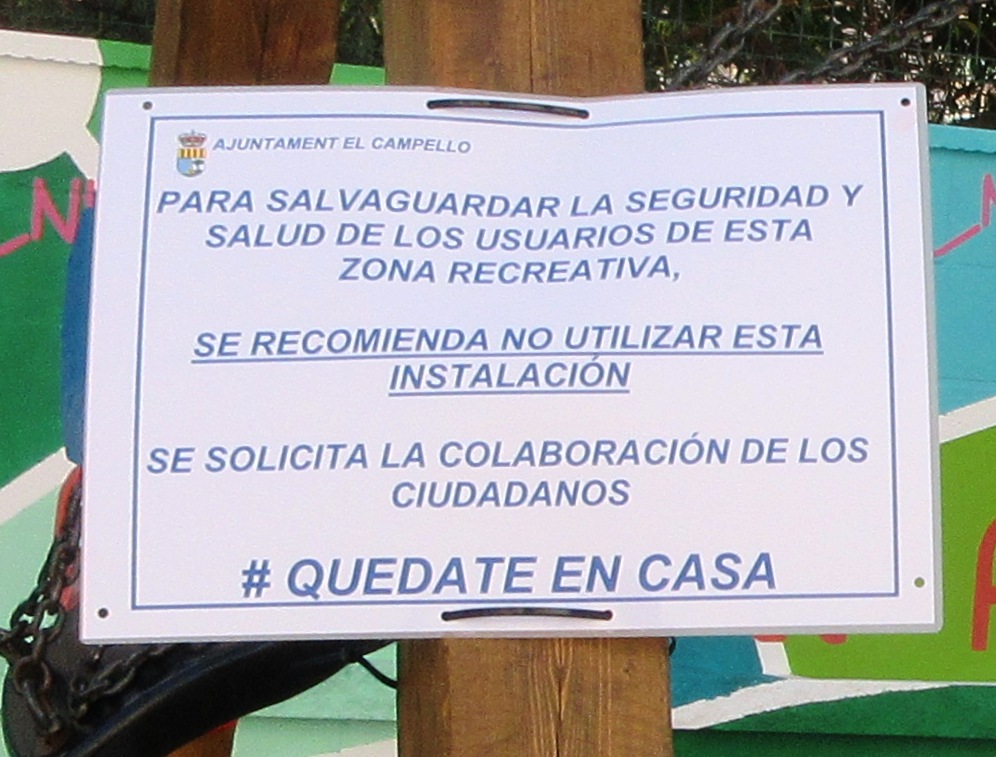 AJUNTAMENT EL CAMPELLO
PARA SALVAGUARDAR LA SEGURIDAD Y
SALUD DE LOS USUARIOS DE ESTA
ZONA RECREATIVA,
SE RECOMIENDA NO UTILIZAR ESTA
INSTALACIÓN
SE SOLICITA LA COLABORACIÓN DE LOS
CIUDADANOS
# QUEDATE EN CASA